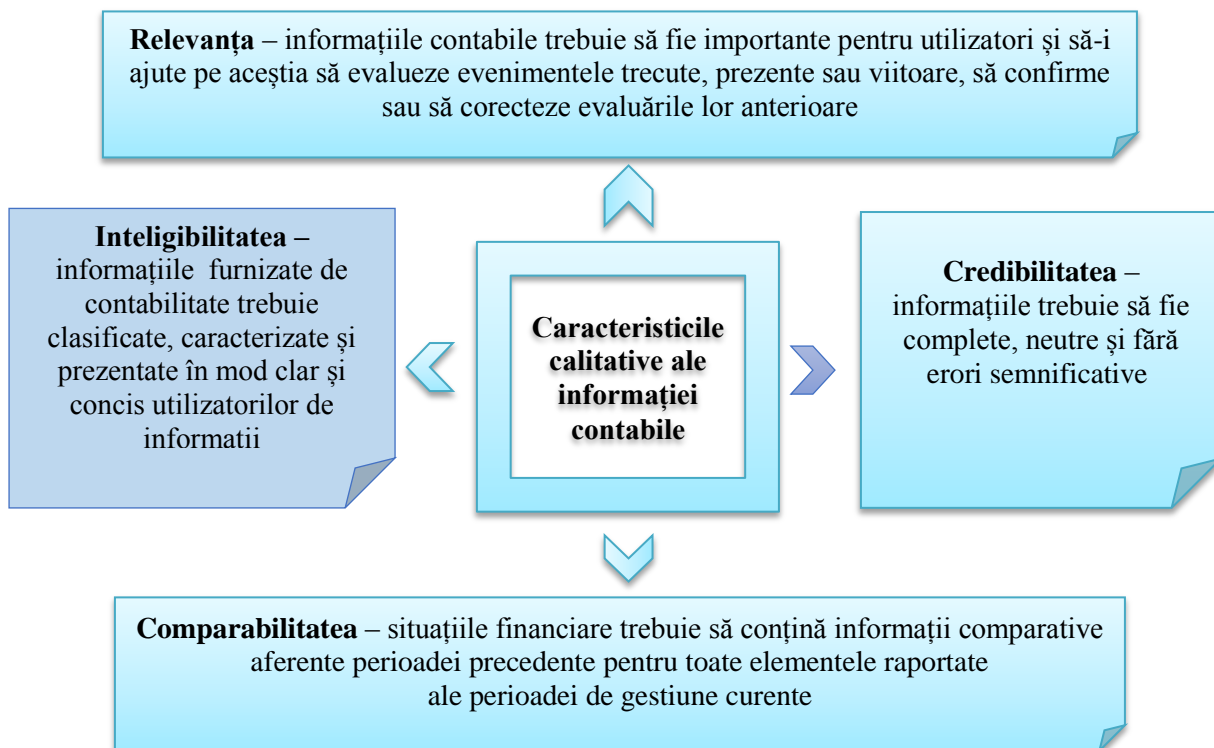 Relevanța – informațiile contabile trebuie să fie importante pentru utilizatori și să-i
ajute pe aceștia să evalueze evenimentele trecute, prezente sau viitoare, să confirme
sau să corecteze evaluările lor anterioare
Inteligibilitatea –
informațiile furnizate de
contabilitate trebuie
clasificate, caracterizate și
prezentate în mod clar și
concis utilizatorilor de
informatii
Caracteristicile
calitative ale
informației
contabile
Credibilitatea –
informațiile trebuie să fie
complete, neutre și fără
erori semnificative
Comparabilitatea – situațiile financiare trebuie să conțină informații comparative
aferente perioadei precedente pentru toate elementele raportate
ale perioadei de gestiune curente